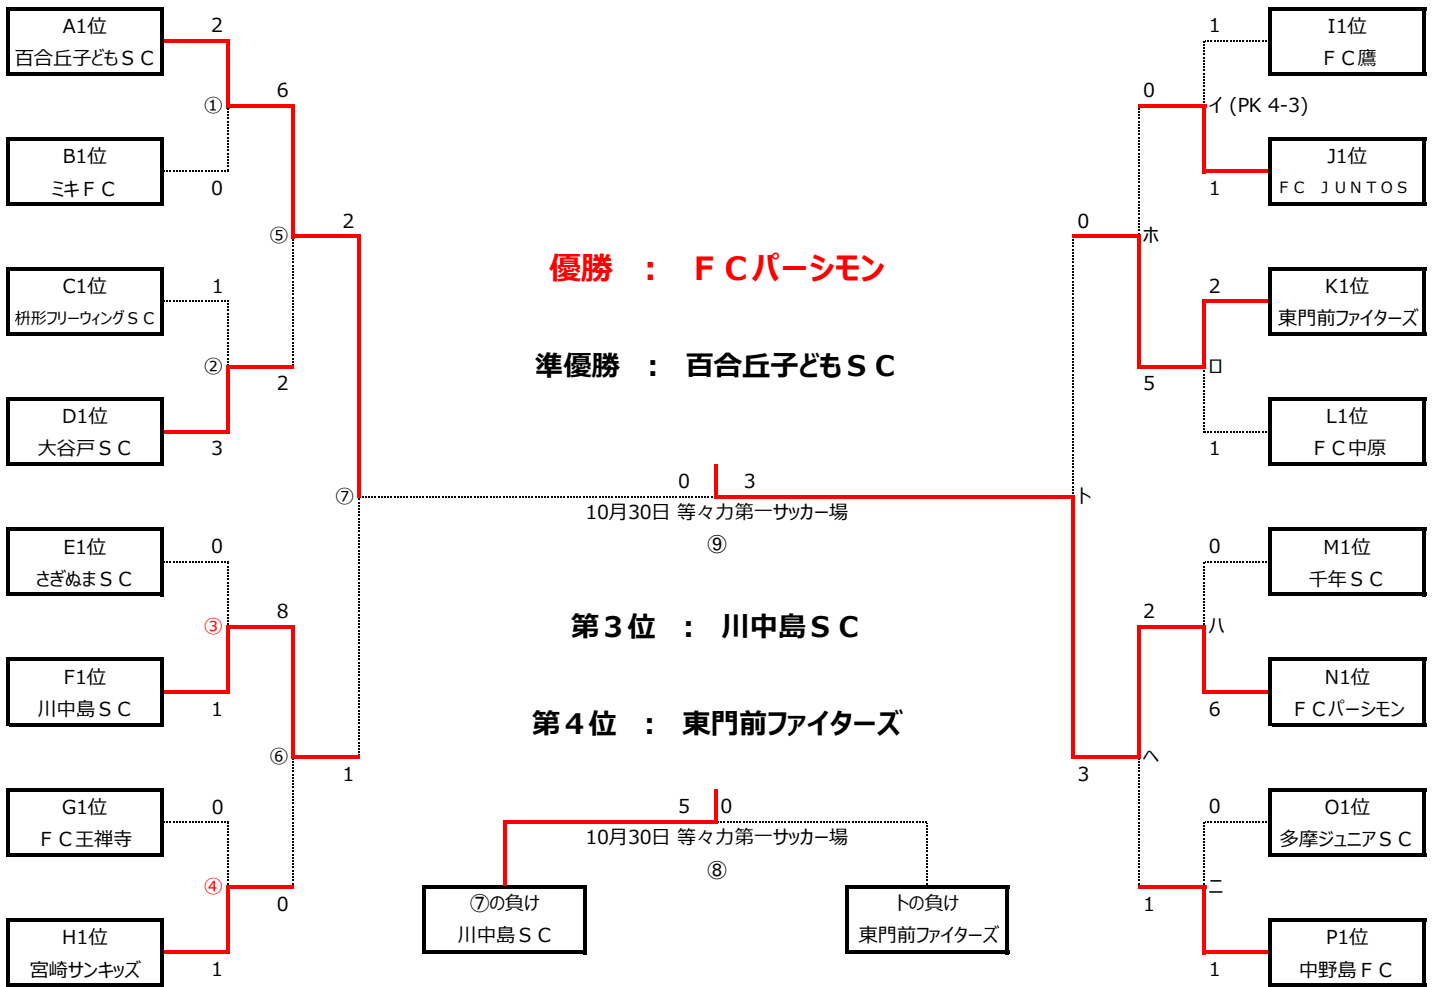 A1位
百合丘子どもＳＣ
2
①
6
B1位
ミキＦＣ
0
⑤
2
C1位
枡形フリーウィングＳＣ
1
②
2
D1位
大谷戸ＳＣ
3
⑦
E1位
さぎぬまＳＣ
0
③
8
F1位
川中島ＳＣ
1
⑥
1
G1位
ＦＣ王禅寺
0
④
0
H1位
宮崎サンキッズ
1
優勝　：　ＦＣパーシモン
準優勝　：　百合丘子どもＳＣ
0 3
10月30日 等々力第一サッカー場
⑨
第３位　：　川中島ＳＣ
第４位　：　東門前ファイターズ
5 0
10月30日 等々力第一サッカー場
⑧
⑦の負け
川中島ＳＣ
トの負け
東門前ファイターズ
1
I1位
ＦＣ鷹
0
イ (PK 4-3)
J1位
ＦＣ　ＪＵＮＴＯＳ
1
0
ホ
2
K1位
東門前ファイターズ
5
ロ
L1位
ＦＣ中原
1
ト
0
M1位
千年ＳＣ
2
ハ
N1位
ＦＣパーシモン
6
3
ヘ
0
O1位
多摩ジュニアＳＣ
1
ニ
P1位
中野島ＦＣ
1